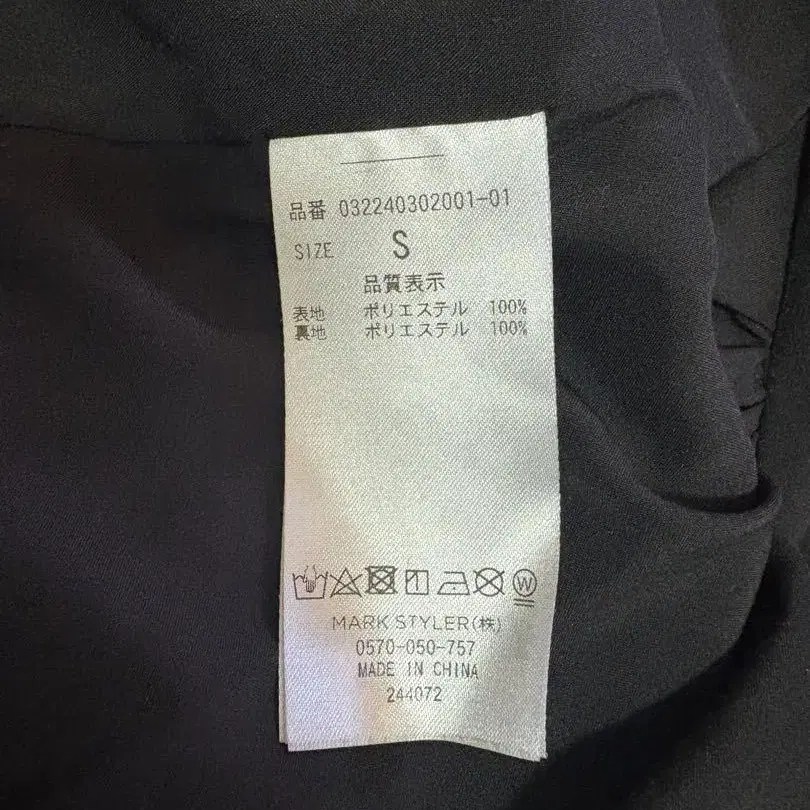 品番 032240302001-01
SIZE S
品質表示
表地 ポリエステル 100%
裏地 ポリエステル 100%
W
MARK STYLER(株)
0570-050-757
MADE IN CHINA
244072